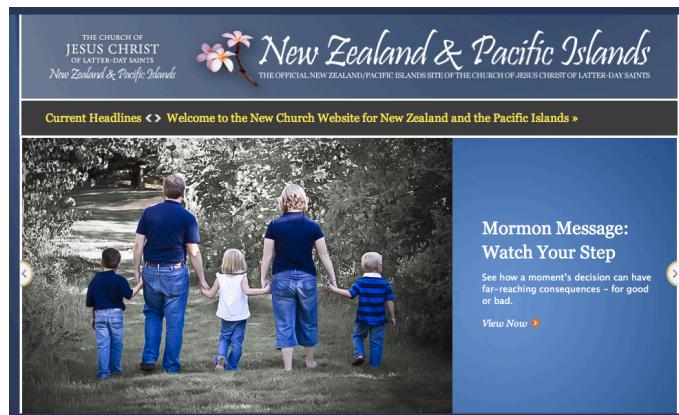 THE CHURCH OF
JESUS CHRIST
OF LATTER-DAY SAINTS
New Zealand & Pacific Islands
New Zealand & Pacific Islands
THE OFFICIAL NEW ZEALAND/PACIFIC ISLANDS SITE OF THE CHURCH OF JESUS CHRIST OF LATTER-DAY SAINTS
Current Headlines <> Welcome to the New Church Website for New Zealand and the Pacific Islands »
Mormon Message:
Watch Your Step
See how a moment's decision can have
far-reaching consequences – for good
or bad.
View Now